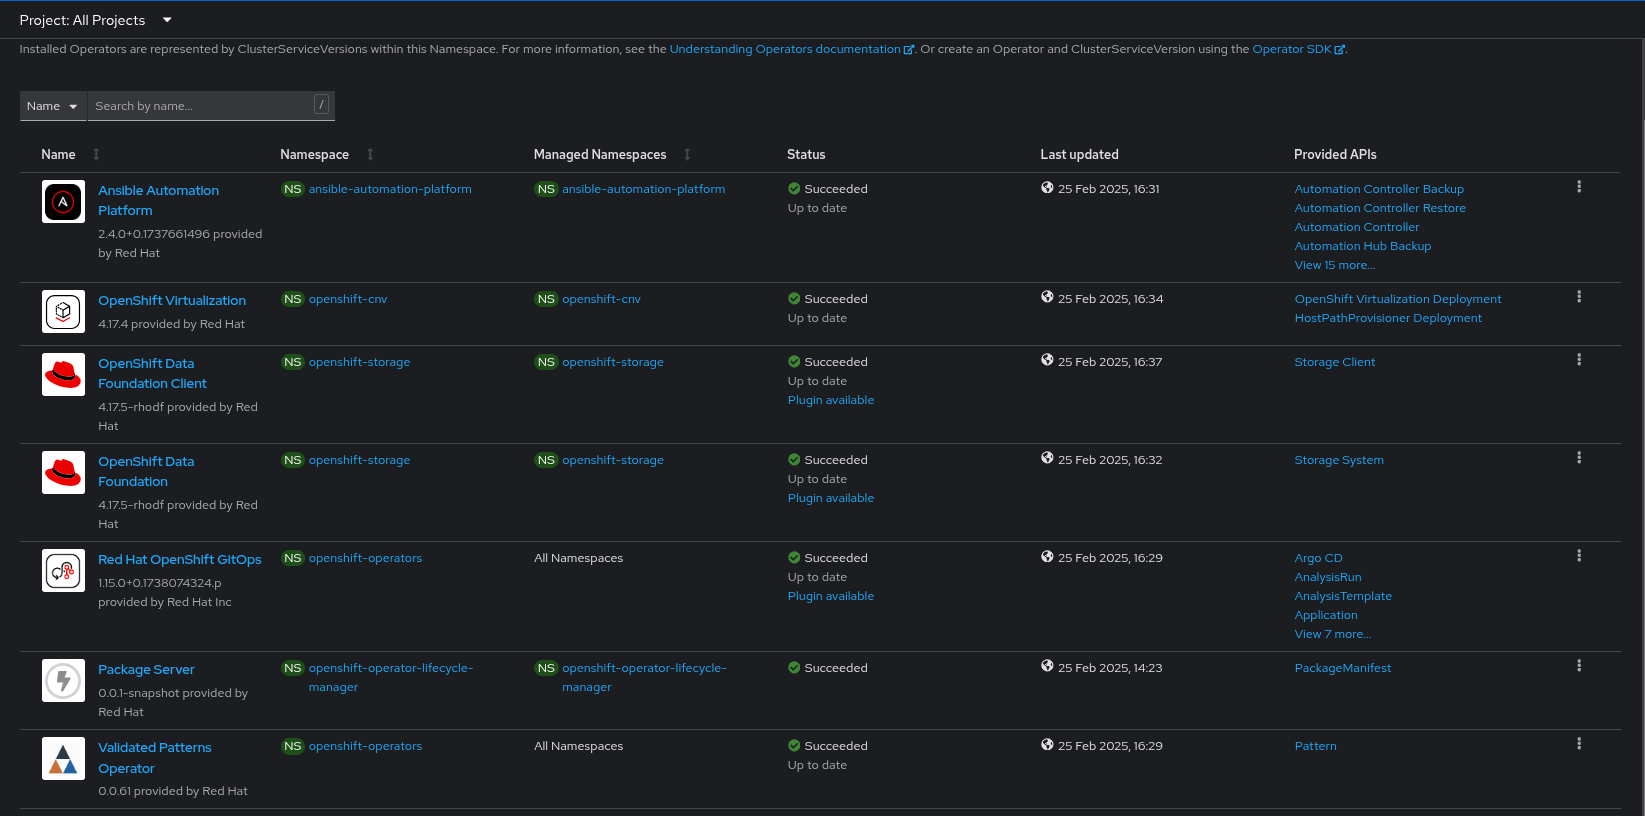 Project: All Projects
Installed Operators are represented by ClusterServiceVersions within this Namespace. For more information, see the Understanding Operators documentation. Or create an Operator and ClusterServiceVersion using the Operator SDK.
Name Search by name... /
Name Namespace Managed Namespaces Status Last updated Provided APIs
Ansible Automation
Platform
2.4.0+0.1737661496 provided
by Red Hat
NS ansible-automation-platform
NS ansible-automation-platform
Succeeded
Up to date
25 Feb 2025, 16:31
Automation Controller Backup
Automation Controller Restore
Automation Controller
Automation Hub Backup
View 15 more...
OpenShift Virtualization
4.17.4 provided by Red Hat
NS openshift-cnv
NS openshift-cnv
Succeeded
Up to date
25 Feb 2025, 16:34
OpenShift Virtualization Deployment
HostPathProvisioner Deployment
OpenShift Data
Foundation Client
4.17.5-rhodf provided by Red
Hat
NS openshift-storage
NS openshift-storage
Succeeded
Up to date
Plugin available
25 Feb 2025, 16:37
Storage Client
OpenShift Data
Foundation
4.17.5-rhodf provided by Red
Hat
NS openshift-storage
NS openshift-storage
Succeeded
Up to date
Plugin available
25 Feb 2025, 16:32
Storage System
Red Hat OpenShift GitOps
1.15.0+0.1738074324.p
provided by Red Hat Inc
NS openshift-operators
All Namespaces
Succeeded
Up to date
Plugin available
25 Feb 2025, 16:29
Argo CD
AnalysisRun
AnalysisTemplate
Application
View 7 more...
Package Server
0.0.1-snapshot provided by
Red Hat
NS openshift-operator-lifecycle-
manager
NS openshift-operator-lifecycle-
manager
Succeeded
25 Feb 2025, 14:23
PackageManifest
Validated Patterns
Operator
0.0.61 provided by Red Hat
NS openshift-operators
All Namespaces
Succeeded
Up to date
25 Feb 2025, 16:29
Pattern